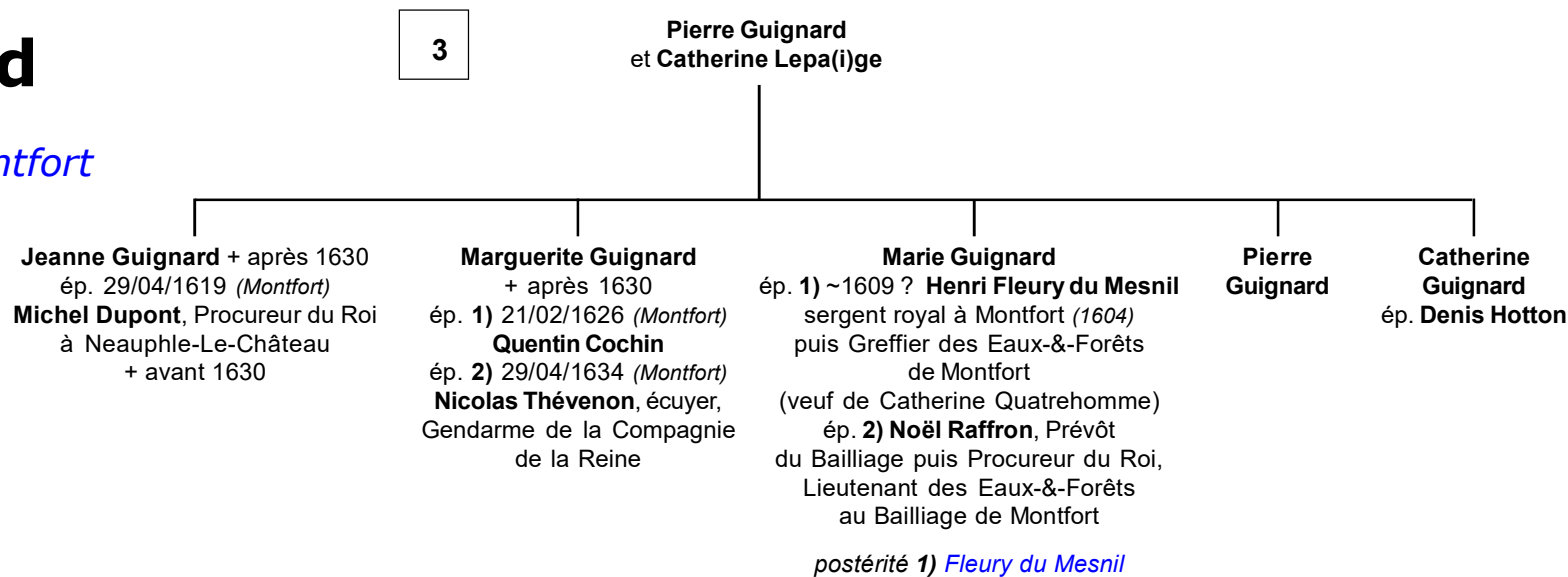 d
ntfort
3
Pierre Guignard
et Catherine Lepa(i)ge
Jeanne Guignard + après 1630
ép. 29/04/1619 (Montfort)
Michel Dupont, Procureur du Roi
à Neauphle-Le-Château
+ avant 1630
Marguerite Guignard
+ après 1630
ép. 1) 21/02/1626 (Montfort)
Quentin Cochin
ép. 2) 29/04/1634 (Montfort)
Nicolas Thévenon, écuyer,
Gendarme de la Compagnie
de la Reine
Marie Guignard
ép. 1) ~1609 ? Henri Fleury du Mesnil
sergent royal à Montfort (1604)
puis Greffier des Eaux-&-Forêts
de Montfort
(veuf de Catherine Quatrehomme)
ép. 2) Noël Raffron, Prévôt
du Bailliage puis Procureur du Roi,
Lieutenant des Eaux-&-Forêts
au Bailliage de Montfort
postérité 1) Fleury du Mesnil
Pierre
Guignard
Catherine
Guignard
ép. Denis Hotton